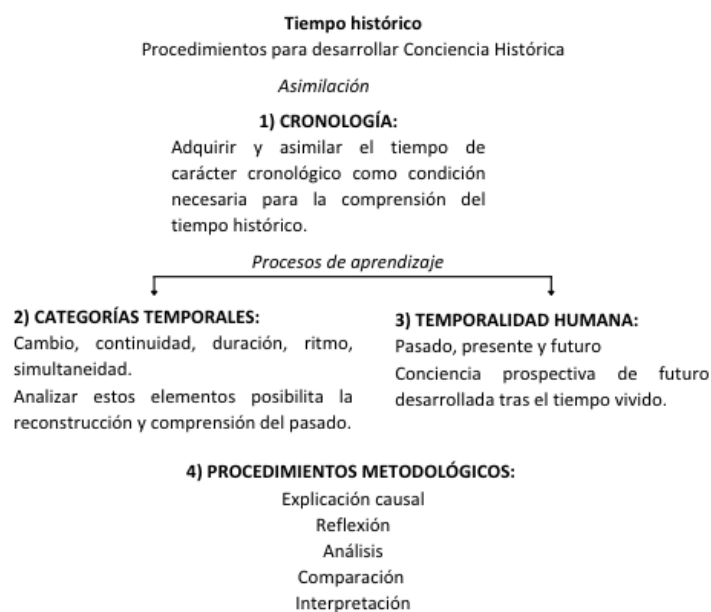 Tiempo histórico
Procedimientos para desarrollar Conciencia Histórica
Asimilación
1) CRONOLOGÍA:
Adquirir y asimilar el tiempo de
carácter cronológico como condición
necesaria para la comprensión del
tiempo histórico.
Procesos de aprendizaje
2) CATEGORÍAS TEMPORALES:
Cambio, continuidad, duración, ritmo,
simultaneidad.
Analizar estos elementos posibilita la
reconstrucción y comprensión del pasado.
3) TEMPORALIDAD HUMANA:
Pasado, presente y futuro
Conciencia prospectiva de futuro
desarrollada tras el tiempo vivido.
4) PROCEDIMIENTOS METODOLÓGICOS:
Explicación causal
Reflexión
Análisis
Comparación
Interpretación